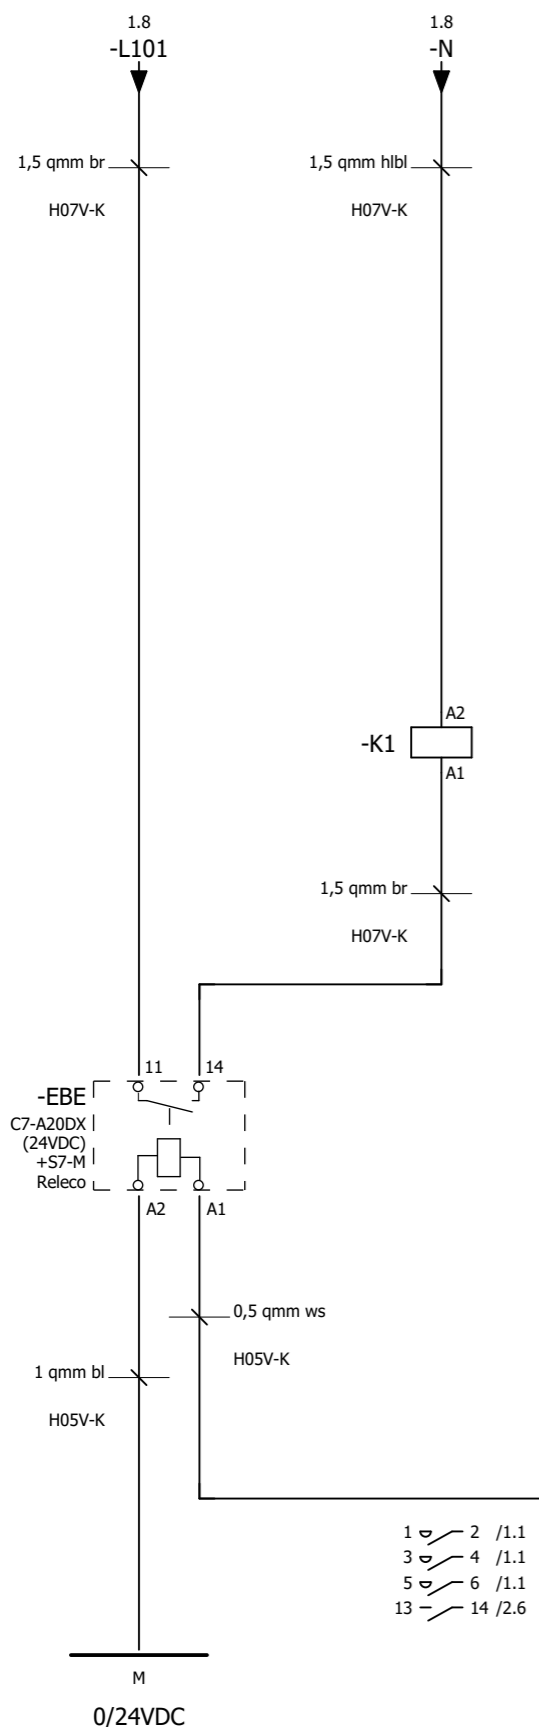 1.8
-L101
1.8
-N
1,5 qmm br
H07V-K
1,5 qmm hlbl
H07V-K
A2
-K1
A1
1,5 qmm br
H07V-K
11
14
-EBE
C7-A20DX
(24VDC)
+S7-M
Releco
A2
A1
0,5 qmm ws
H05V-K
1 qmm bl
H05V-K
1 2 /1.1
3 4 /1.1
5 6 /1.1
13 14 /2.6
M
0/24VDC